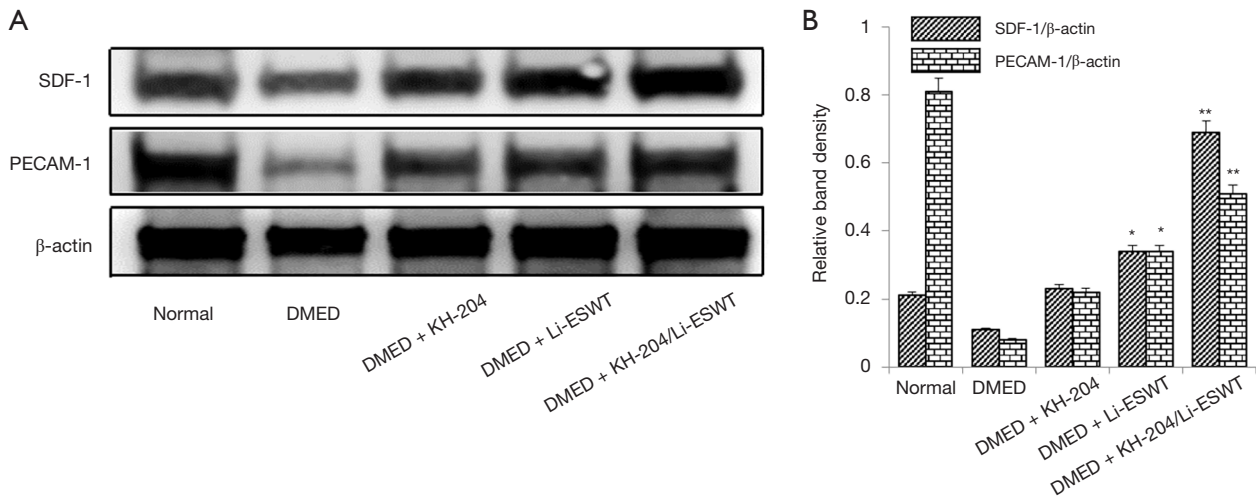 A
SDF-1
PECAM-1
β-actin
Normal
DMED
DMED + KH-204
DMED + Li-ESWT
DMED + KH-204/Li-ESWT
B
SDF-1/β-actin
PECAM-1/β-actin
Relative band density
1
0.8
0.6
0.4
0.2
0
**
**
*
*
Normal
DMED
DMED + KH-204
DMED + Li-ESWT
DMED + KH-204/Li-ESWT